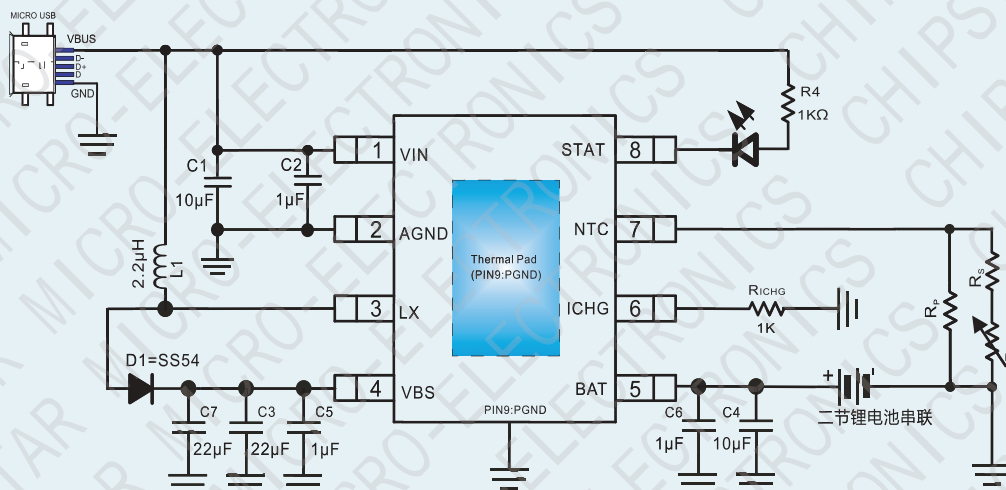 MICRO USB
VBUS
D-
D+
D
GND
R4
1KΩ
C1
10μF
C2
1μF
1
VIN
STAT
8
2
AGND
NTC
7
2.2μH
L1
Thermal Pad
(PIN9:PGND)
3
LX
ICHG
6
RICHG
1K
RP
RS
D1=SS54
4
VBS
BAT
5
PIN9:PGND
C7
22μF
C3
22μF
C5
1μF
C6
1μF
C4
10μF
+
-
二节锂电池串联
MICRO-ELECTRONICS
CHIPS